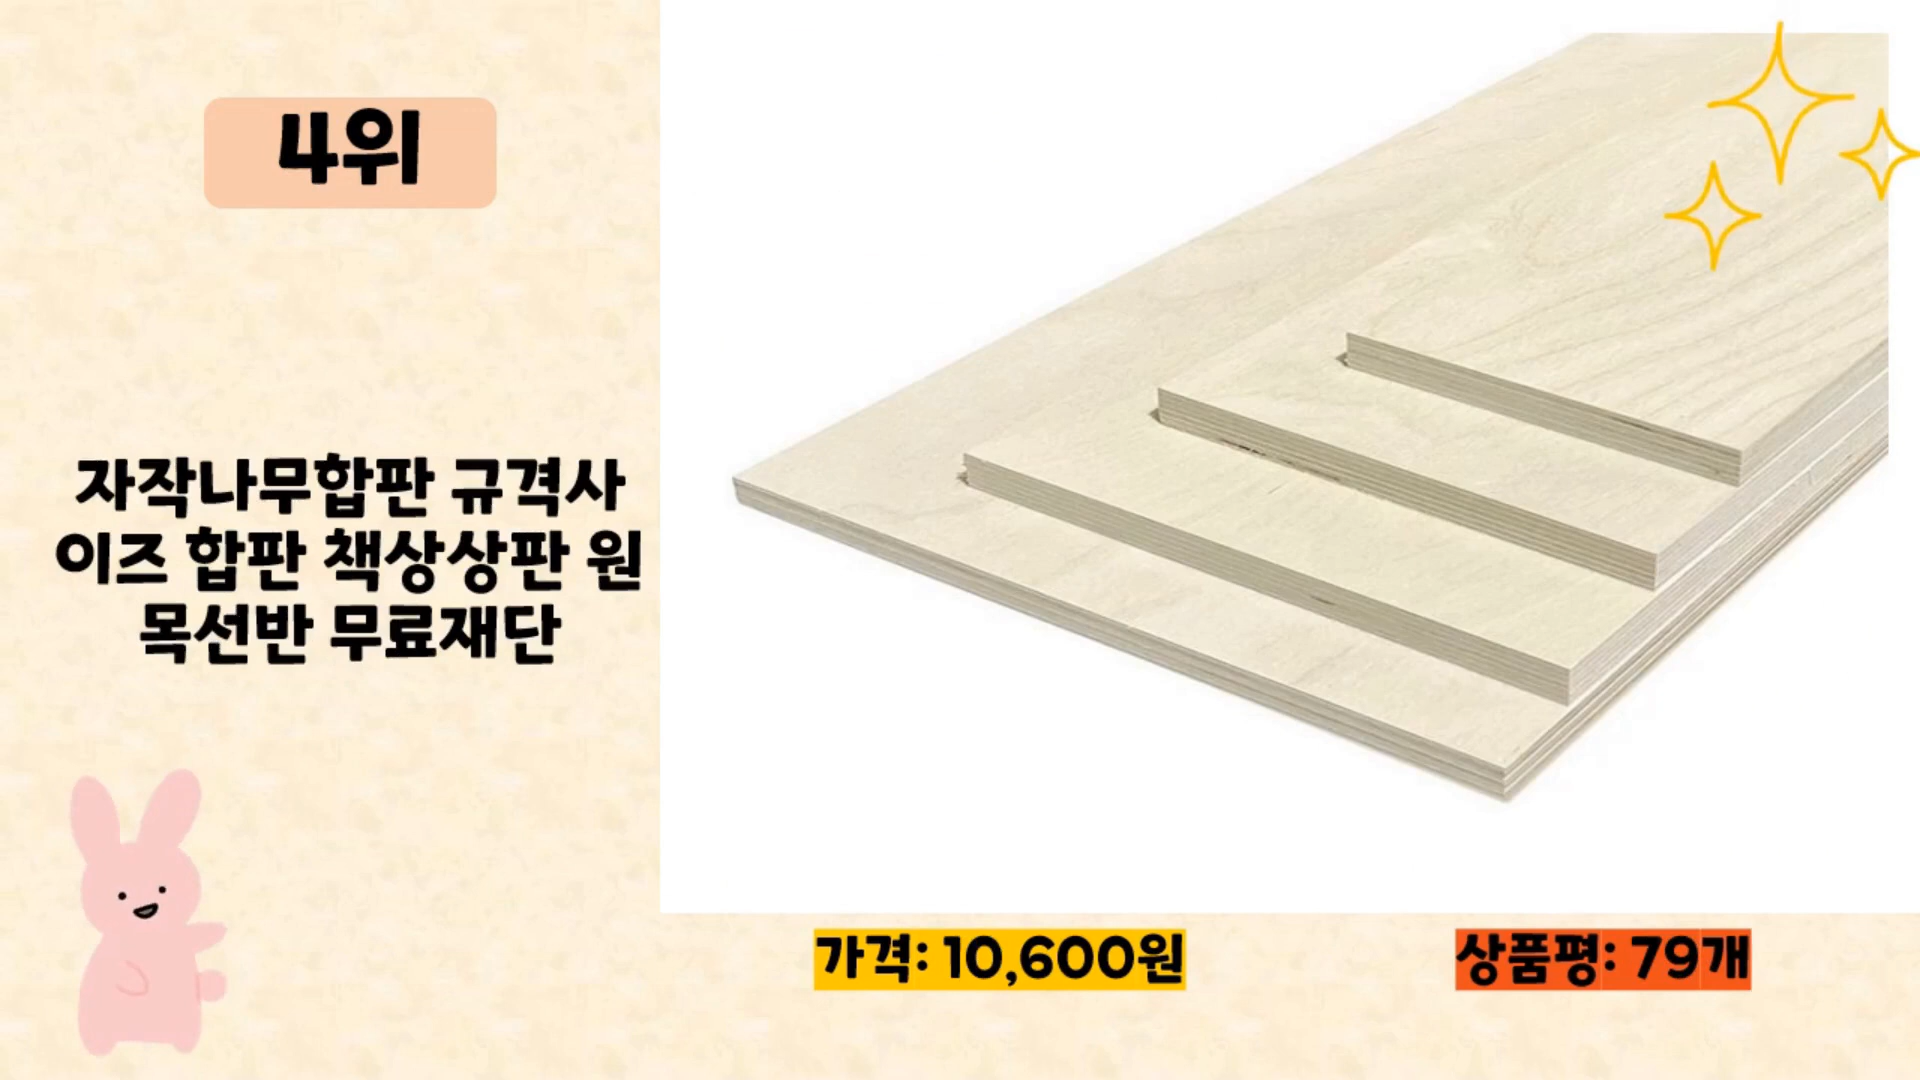 4위
자작나무합판 규격사
이즈 합판 책상상판 원
목선반 무료재단
가격: 10,600원
상품평: 79개